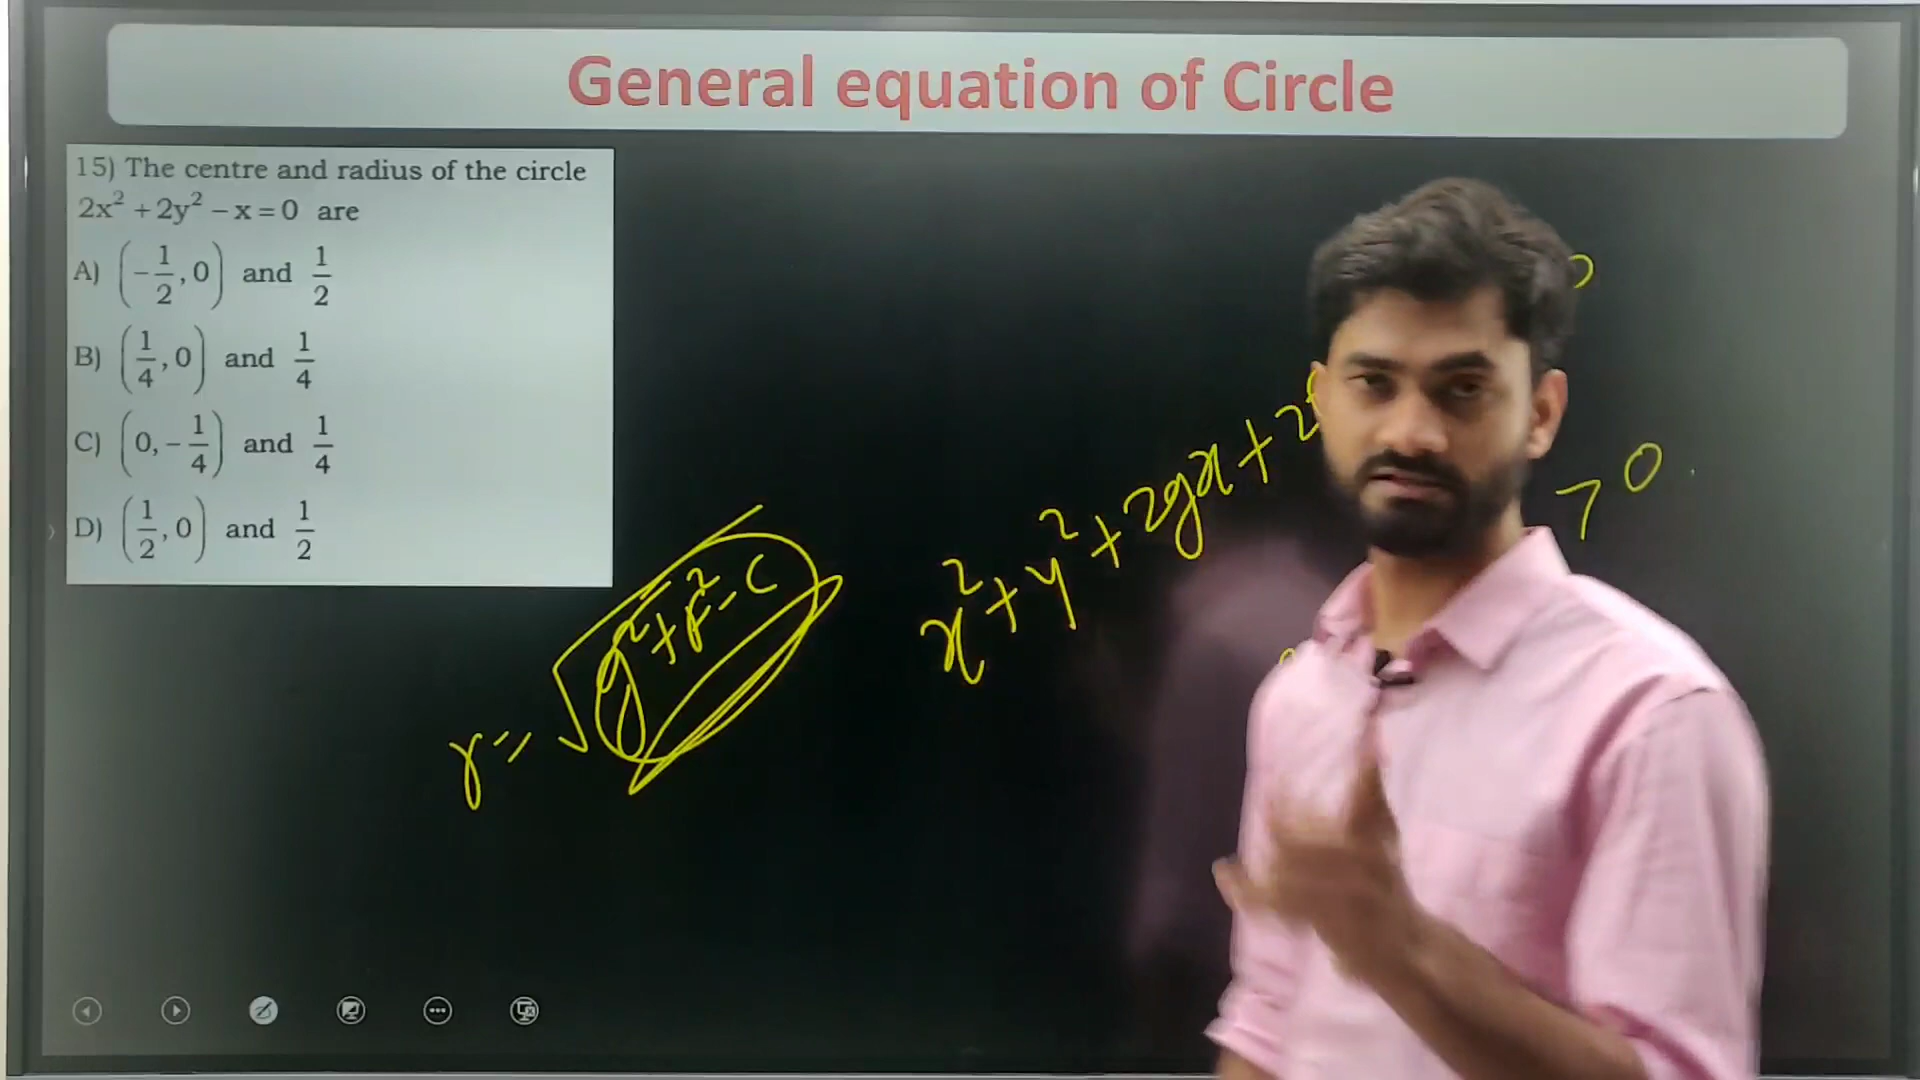 General equation of Circle
15) The centre and radius of the circle
2x² + 2y² − x = 0 are
A) (−1/2, 0) and 1/2
B) (1/4, 0) and 1/4
C) (0, −1/4) and 1/4
D) (1/2, 0) and 1/2
x² + y² + 2gx + 2
> 0
r = √(g² + f² − c)